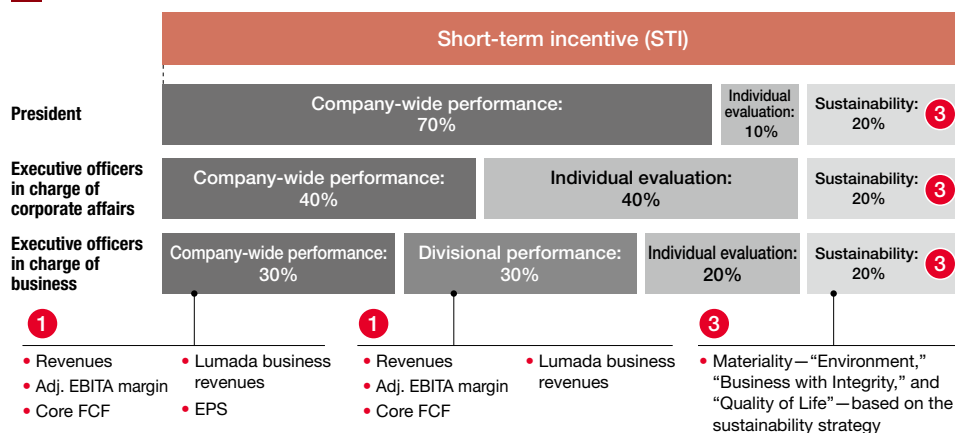 Short-term incentive (STI)
President
Company-wide performance:
70%
Individual
evaluation:
10%
Sustainability:
20%
3
Executive officers
in charge of
corporate affairs
Company-wide performance:
40%
Individual evaluation:
40%
Sustainability:
20%
3
Executive officers
in charge of
business
Company-wide performance:
30%
Divisional performance:
30%
Individual evaluation:
20%
Sustainability:
20%
3
1
• Revenues
• Adj. EBITA margin
• Core FCF
• Lumada business
revenues
• EPS
1
• Revenues
• Adj. EBITA margin
• Core FCF
• Lumada business
revenues
3
• Materiality—“Environment,”
“Business with Integrity,” and
“Quality of Life”—based on the
sustainability strategy